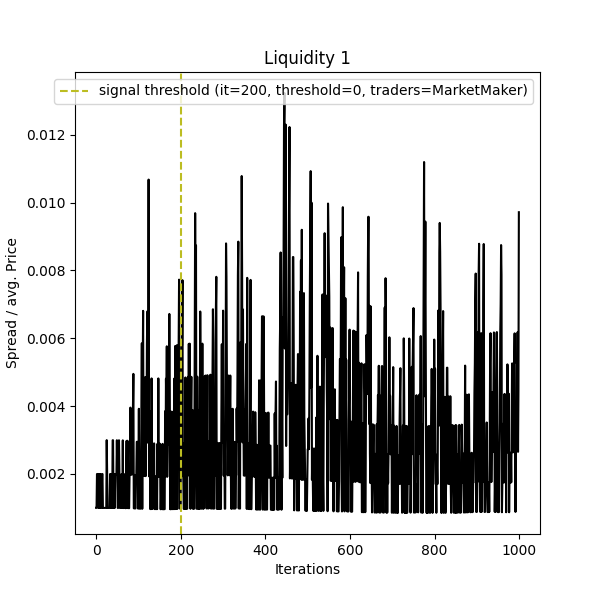 Liquidity 1
signal threshold (it=200, threshold=0, traders=MarketMaker)
0.012
0.010
0.008
0.006
0.004
0.002
Spread / avg. Price
0 200 400 600 800 1000
Iterations